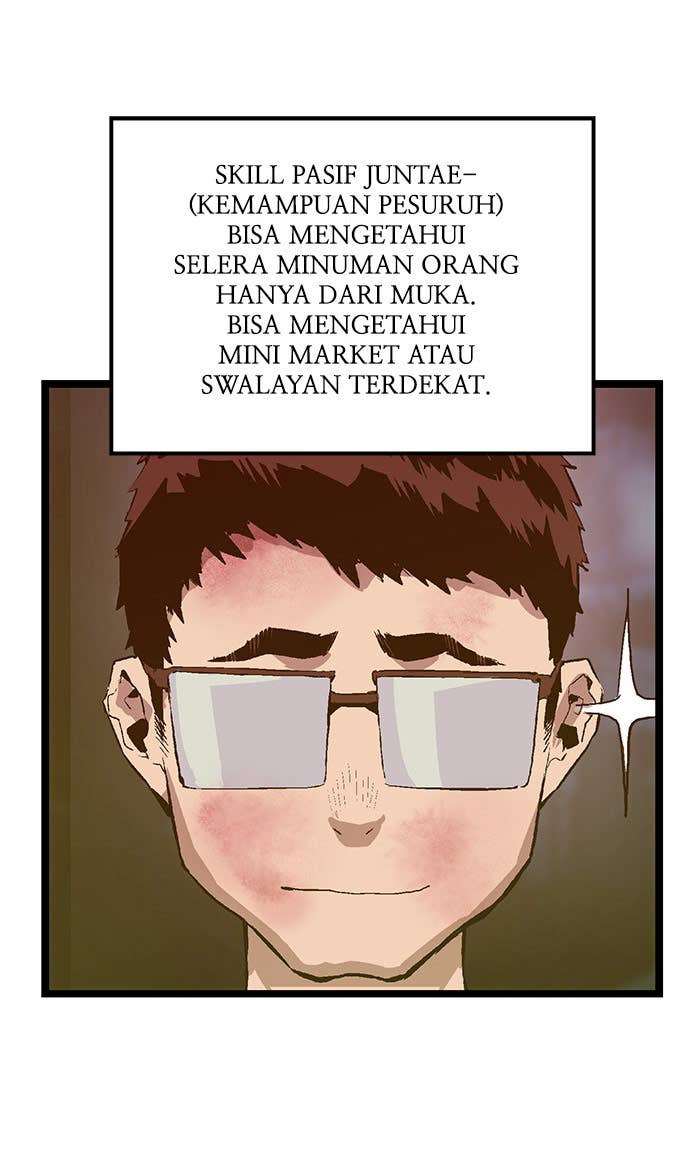 SKILL PASIF JUNTAE-
(KEMAMPUAN PESURUH)
BISA MENGETAHUI
SELERA MINUMAN ORANG
HANYA DARI MUKA.
BISA MENGETAHUI
MINI MARKET ATAU
SWALAYAN TERDEKAT.